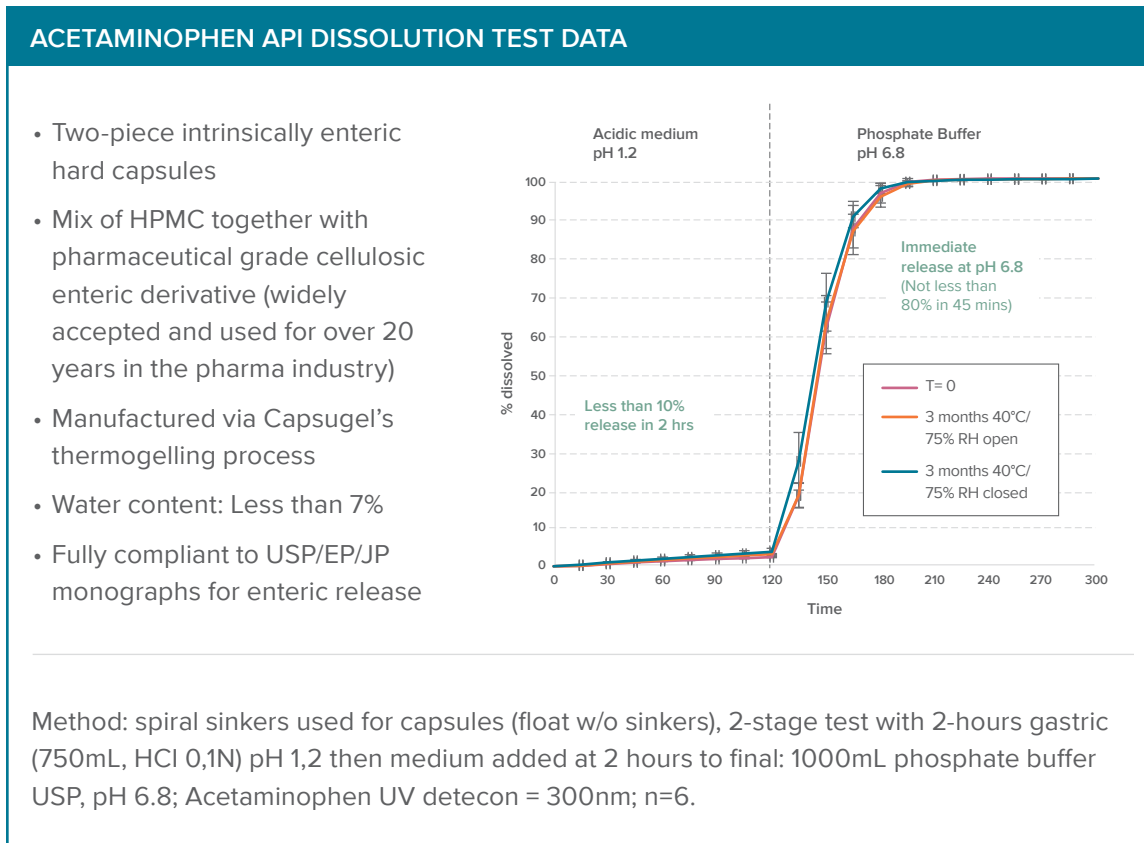 ACETAMINOPHEN API DISSOLUTION TEST DATA
• Two-piece intrinsically enteric
hard capsules
• Mix of HPMC together with
pharmaceutical grade cellulosic
enteric derivative (widely
accepted and used for over 20
years in the pharma industry)
• Manufactured via Capsugel’s
thermogelling process
• Water content: Less than 7%
• Fully compliant to USP/EP/JP
monographs for enteric release
Acidic medium
pH 1.2
Phosphate Buffer
pH 6.8
% dissolved
100
90
80
70
60
50
40
30
20
10
0
Less than 10%
release in 2 hrs
Immediate
release at pH 6.8
(Not less than
80% in 45 mins)
T= 0
3 months 40°C/
75% RH open
3 months 40°C/
75% RH closed
0 30 60 90 120 150 180 210 240 270 300
Time
Method: spiral sinkers used for capsules (float w/o sinkers), 2-stage test with 2-hours gastric
(750mL, HCl 0,1N) pH 1,2 then medium added at 2 hours to final: 1000mL phosphate buffer
USP, pH 6.8; Acetaminophen UV detecon = 300nm; n=6.